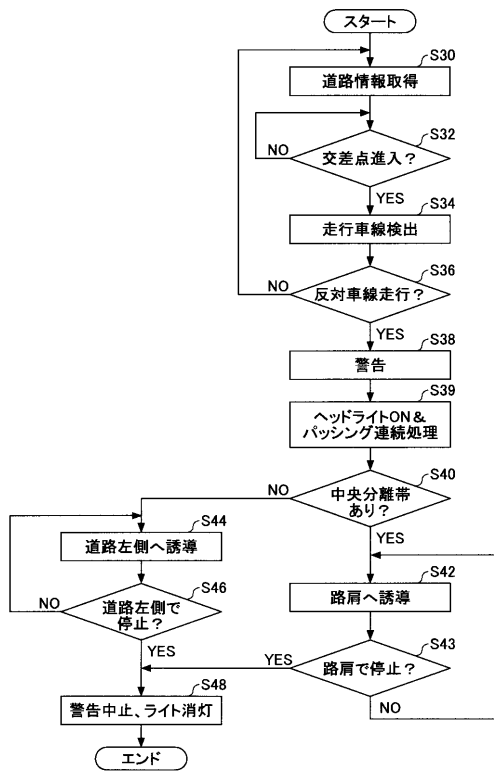 スタート
S30
道路情報取得
S32
交差点進入？
NO
YES
S34
走行車線検出
S36
反対車線走行？
NO
YES
S38
警告
S39
ヘッドライトON＆
パッシング連続処理
S40
中央分離帯
あり？
NO
YES
S44
道路左側へ誘導
S42
路肩へ誘導
S46
道路左側で
停止？
NO
YES
S43
路肩で停止？
YES
NO
S48
警告中止、ライト消灯
エンド